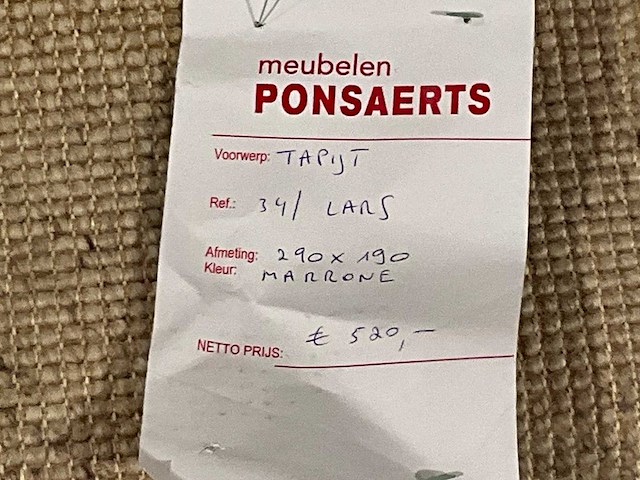 meubelen
PONSAERTS
Voorwerp: TAPIJT
Ref.: 34/ LARS
Afmeting: 290 x 190
Kleur: MARRONE
NETTO PRIJS: € 520,-